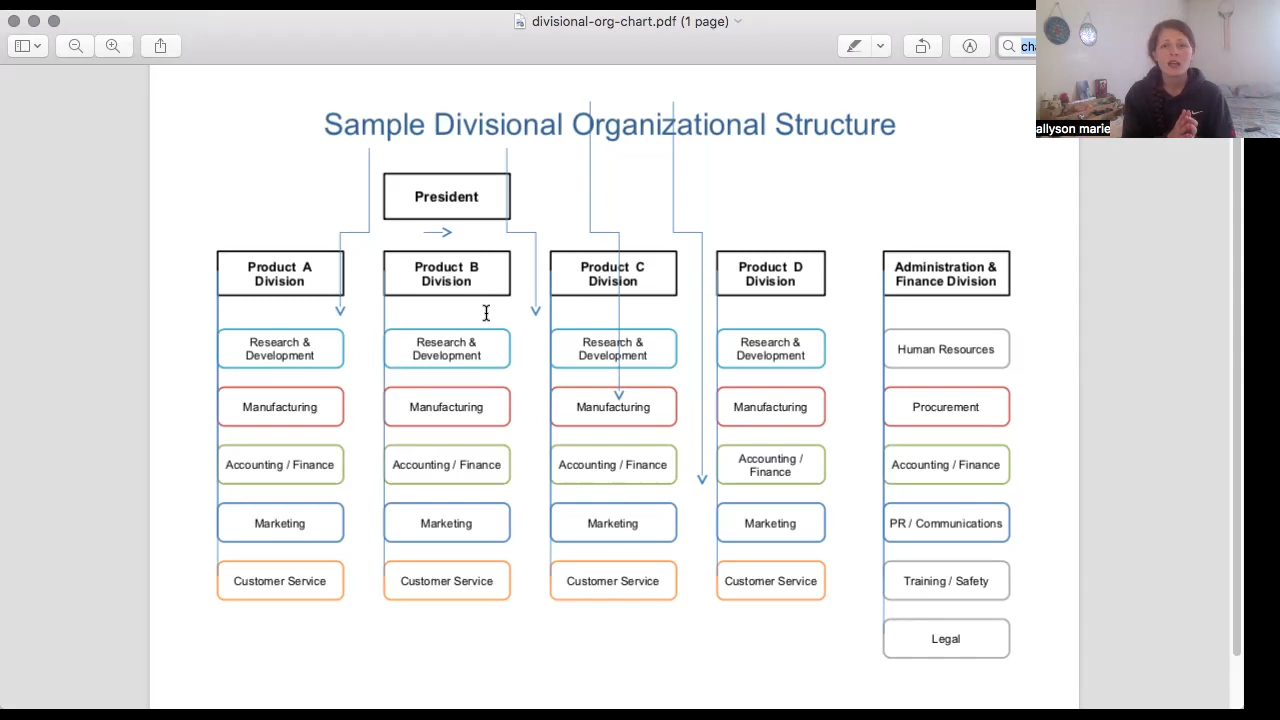 divisional-org-chart.pdf (1 page)
allyson marie
Sample Divisional Organizational Structure
President
Product A
Division
Product B
Division
Product C
Division
Product D
Division
Administration &
Finance Division
Research &
Development
Research &
Development
Research &
Development
Research &
Development
Human Resources
Manufacturing
Manufacturing
Manufacturing
Manufacturing
Procurement
Accounting / Finance
Accounting / Finance
Accounting / Finance
Accounting /
Finance
Accounting / Finance
Marketing
Marketing
Marketing
Marketing
PR / Communications
Customer Service
Customer Service
Customer Service
Customer Service
Training / Safety
Legal